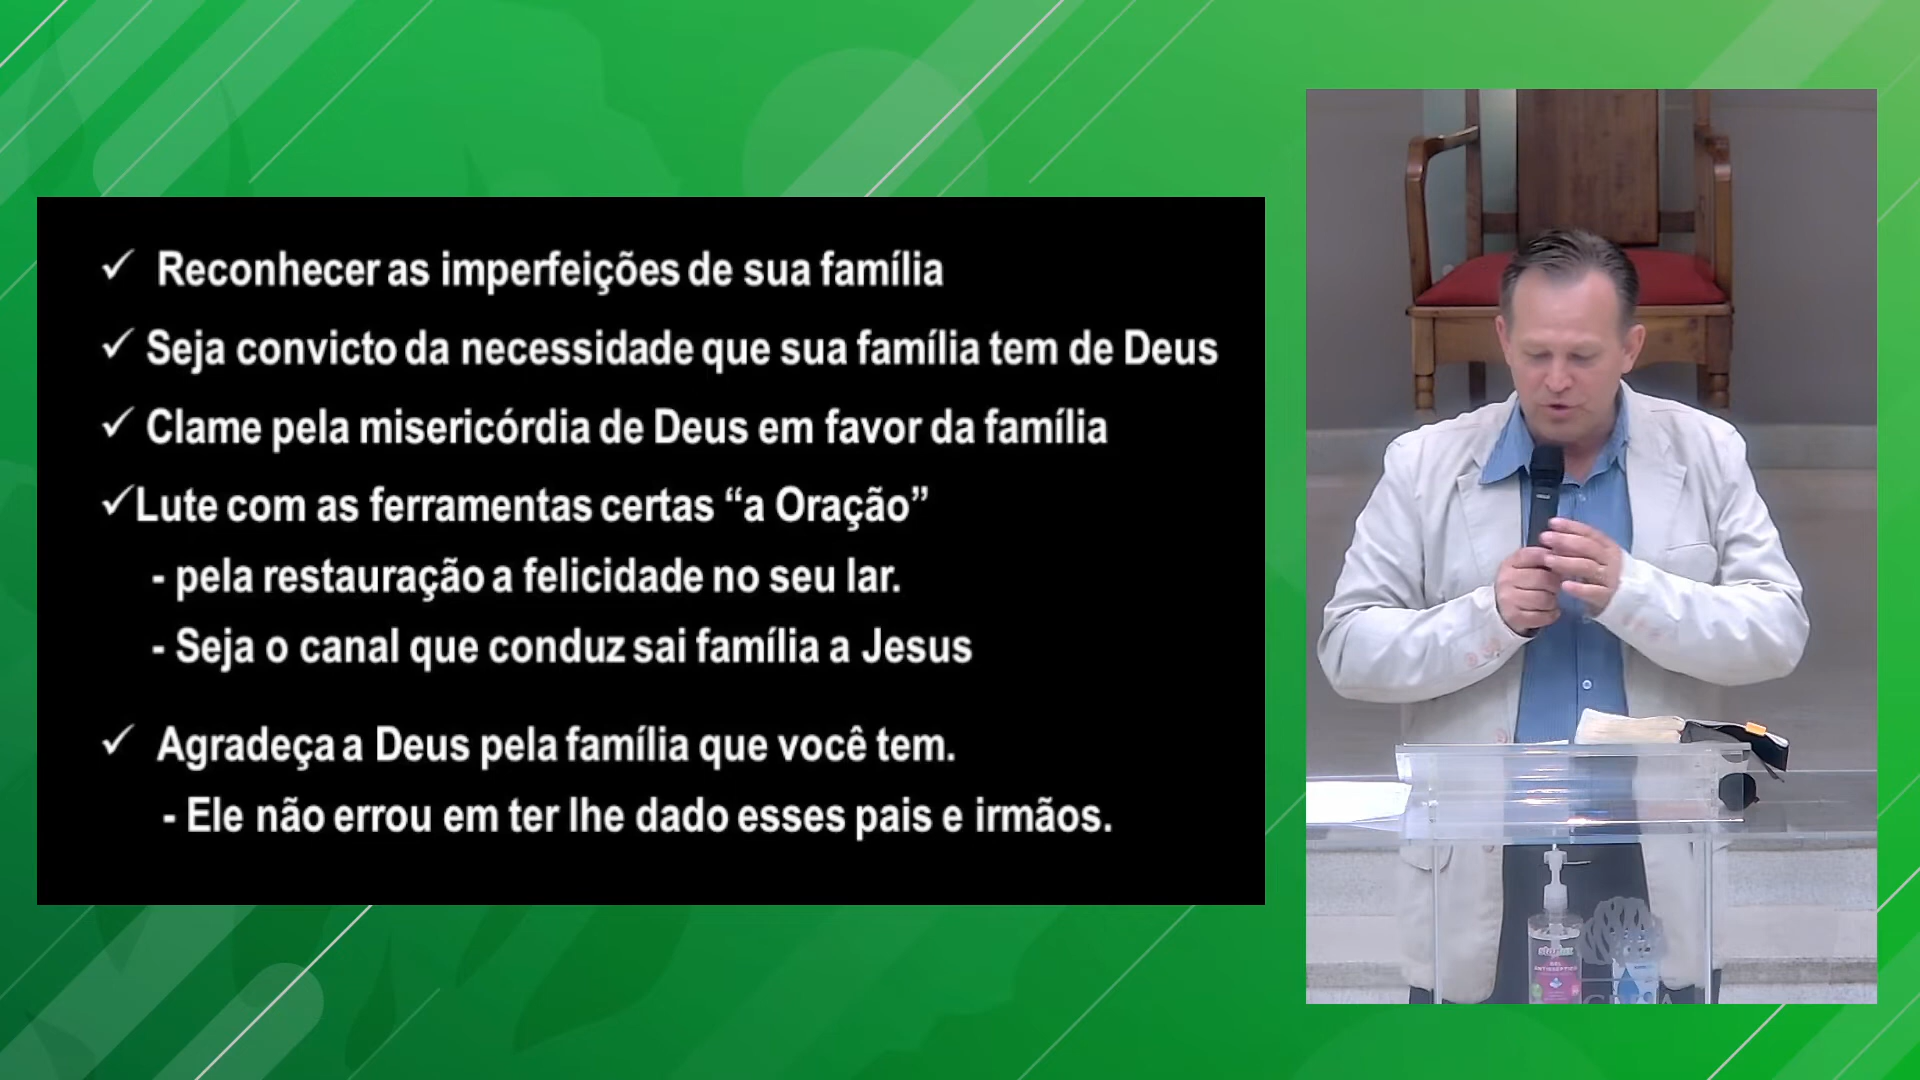 ✓ Reconhecer as imperfeições de sua família
✓ Seja convicto da necessidade que sua família tem de Deus
✓ Clame pela misericórdia de Deus em favor da família
✓Lute com as ferramentas certas “a Oração”
- pela restauração a felicidade no seu lar.
- Seja o canal que conduz sai família a Jesus
✓ Agradeça a Deus pela família que você tem.
- Ele não errou em ter lhe dado esses pais e irmãos.
GEL
ANTISSÉPTICO